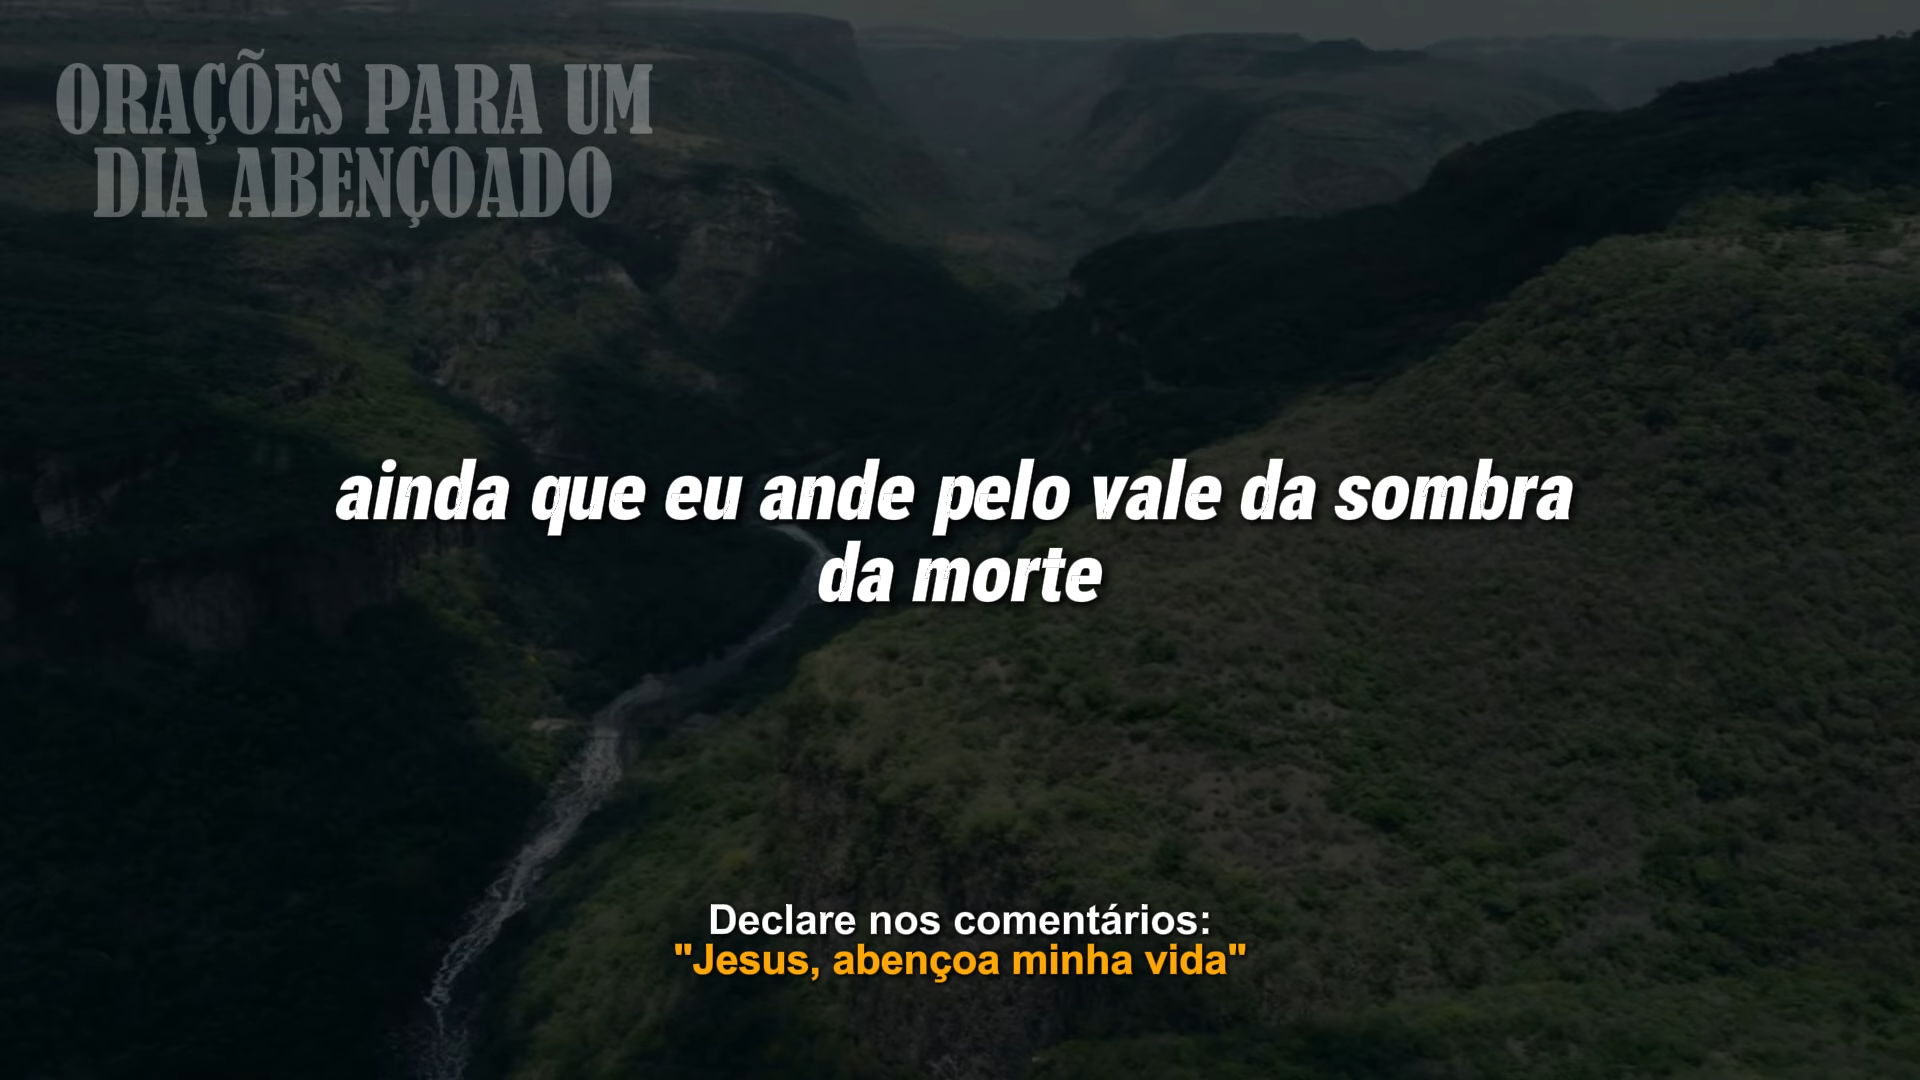 ORAÇÕES PARA UM
DIA ABENÇOADO
ainda que eu ande pelo vale da sombra
da morte
Declare nos comentários:
"Jesus, abençoa minha vida"